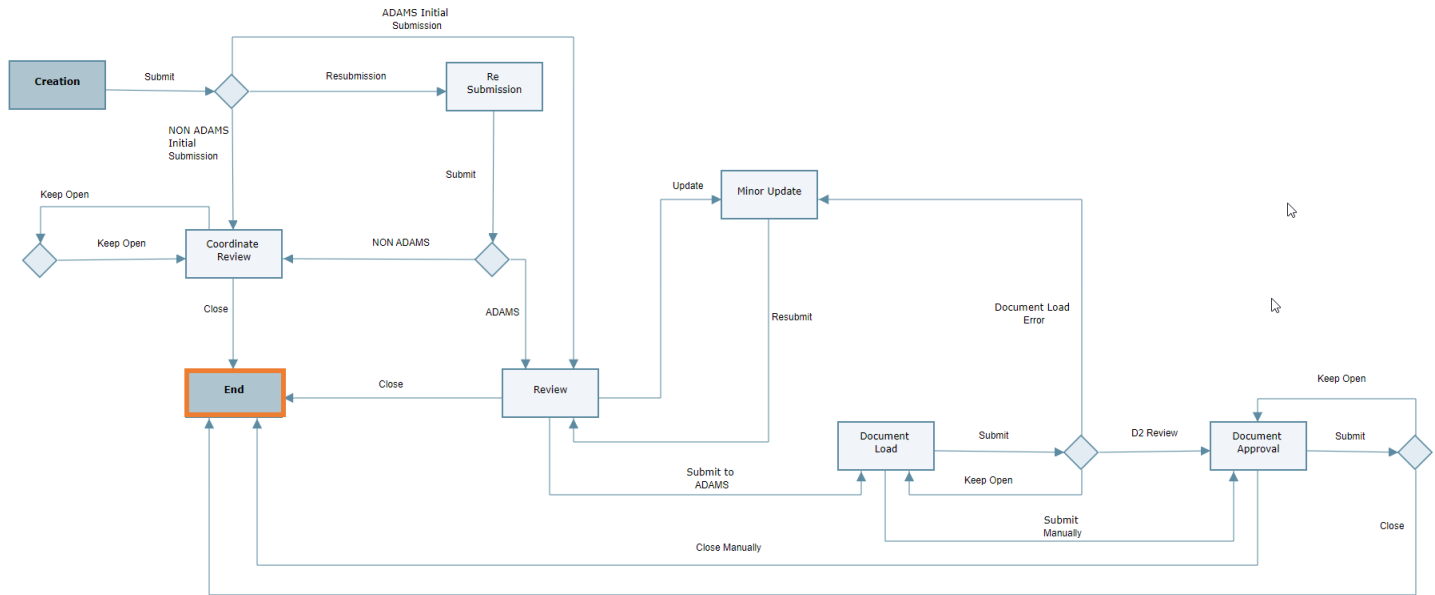 ADAMS Initial
Submission
Creation
Submit
Resubmission
Re
Submission
NON ADAMS
Initial
Submission
Submit
Keep Open
Update
Minor Update
Keep Open
Coordinate
Review
NON ADAMS
Close
ADAMS
Resubmit
Document Load
Error
End
Close
Review
Keep Open
Document
Load
Submit
D2 Review
Document
Approval
Submit
Submit to
ADAMS
Keep Open
Submit
Manually
Close
Close Manually